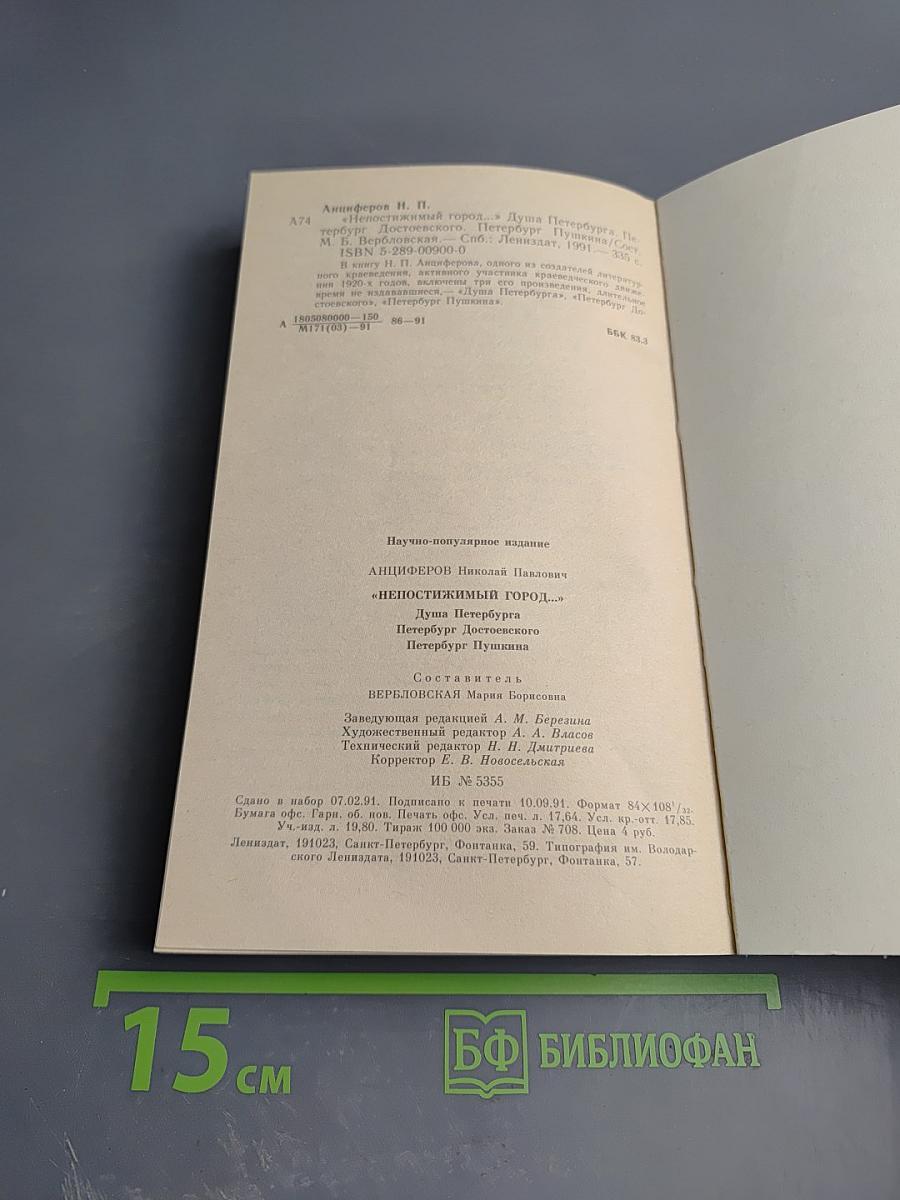 Анциферов Н. П.
А74 «Непостижимый город...» Душа Петербурга. Пе-
тербург Достоевского. Петербург Пушкина/Сост.
М. Б. Вербловская.— Спб.: Лениздат, 1991.— 335 с.
ISBN 5-289-00900-0
В книгу Н. П. Анциферова, одного из создателей литератур-
ного краеведения, активного участника краеведческого движе-
ния 1920-х годов, включены три его произведения, длительное
время не издававшиеся,— «Душа Петербурга», «Петербург До-
стоевского», «Петербург Пушкина».
А 1805080000—150 86—91
М171(03)—91
ББК 83.3
Научно-популярное издание
АНЦИФЕРОВ Николай Павлович
«НЕПОСТИЖИМЫЙ ГОРОД...»
Душа Петербурга
Петербург Достоевского
Петербург Пушкина
Составитель
ВЕРБЛОВСКАЯ Мария Борисовна
Заведующая редакцией А. М. Березина
Художественный редактор А. А. Власов
Технический редактор Н. Н. Дмитриева
Корректор Е. В. Новосельская
ИБ № 5355
Сдано в набор 07.02.91. Подписано к печати 10.09.91. Формат 84×108¹/₃₂.
Бумага офс. Гарн. об. нов. Печать офс. Усл. печ. л. 17,64. Усл. кр.-отт. 17,85.
Уч.-изд. л. 19,80. Тираж 100 000 экз. Заказ № 708. Цена 4 руб.
Лениздат, 191023, Санкт-Петербург, Фонтанка, 59. Типография им. Володар-
ского Лениздата, 191023, Санкт-Петербург, Фонтанка, 57.
15 см
БФ БИБЛИОФАН